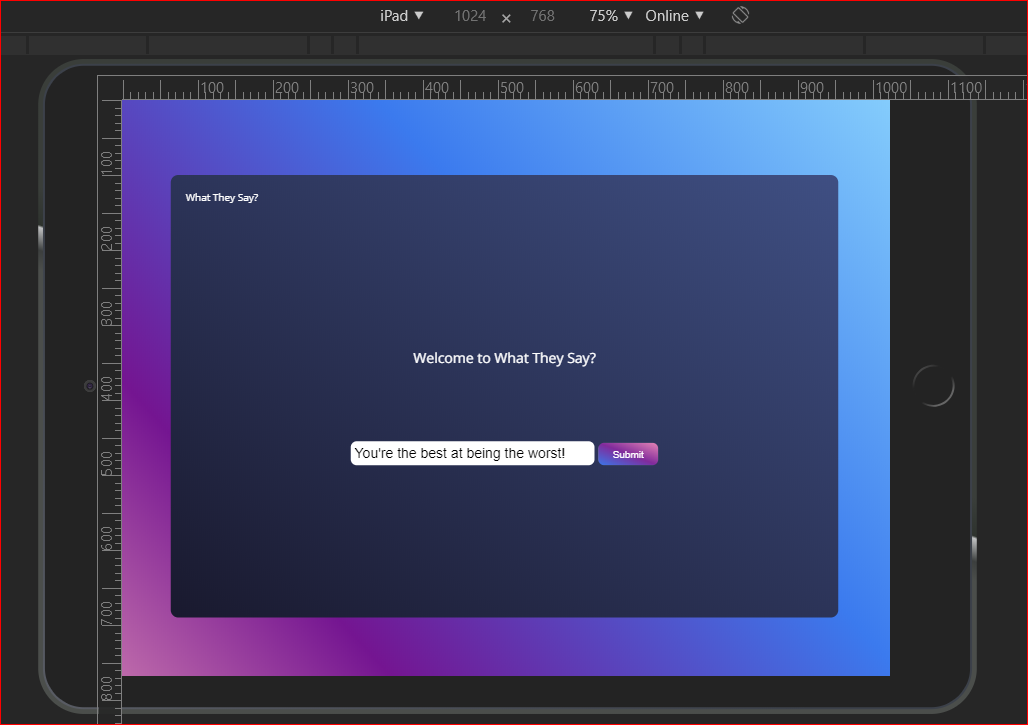 iPad ▼ 1024 × 768 75% ▼ Online ▼
100 200 300 400 500 600 700 800 900 1000 1100
100
200
300
400
500
600
700
800
What They Say?
Welcome to What They Say?
You're the best at being the worst! Submit